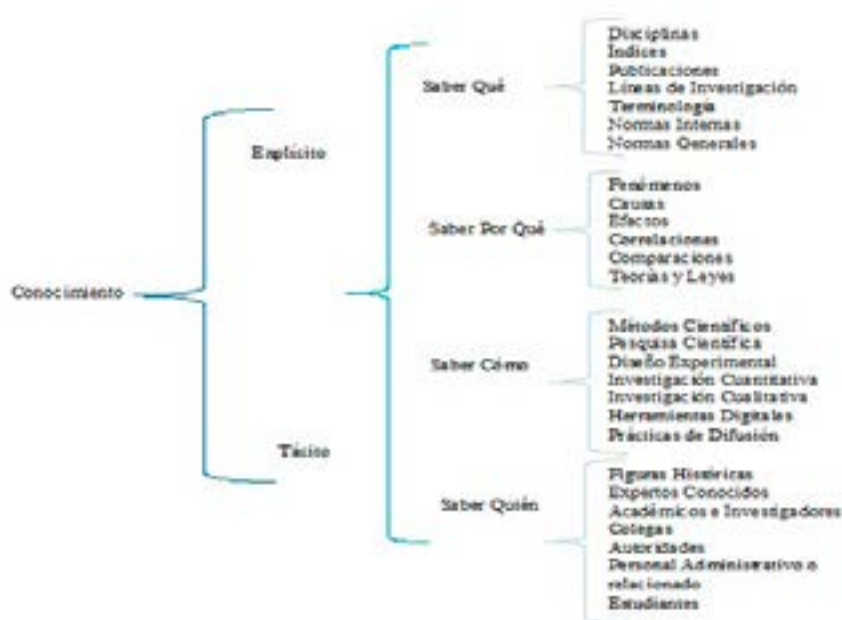 Conocimiento
Explícito
Tácito
Saber Qué
Disciplinas
Indices
Publicaciones
Líneas de Investigación
Terminología
Normas Internas
Normas Generales
Saber Por Qué
Fenómenos
Causas
Efectos
Correlaciones
Comparaciones
Teorías y Leyes
Saber Cómo
Métodos Científicos
Pesquisa Científica
Diseño Experimental
Investigación Cuantitativa
Investigación Cualitativa
Herramientas Digitales
Prácticas de Difusión
Saber Quién
Figuras Históricas
Expertos Conocidos
Académicos e Investigadores
Colegas
Autoridades
Personal Administrativo o
relacionado
Estudiantes